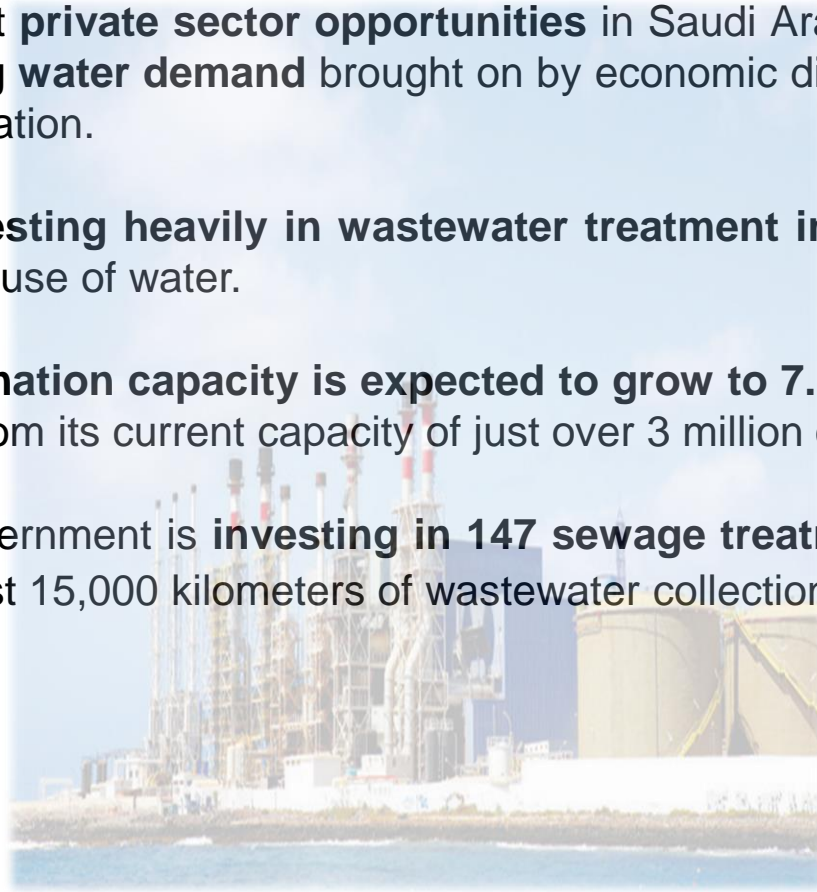 t private sector opportunities in Saudi Ara
g water demand brought on by economic di
ation.
esting heavily in wastewater treatment in
use of water.
nation capacity is expected to grow to 7.
om its current capacity of just over 3 million
ernment is investing in 147 sewage treatr
st 15,000 kilometers of wastewater collection